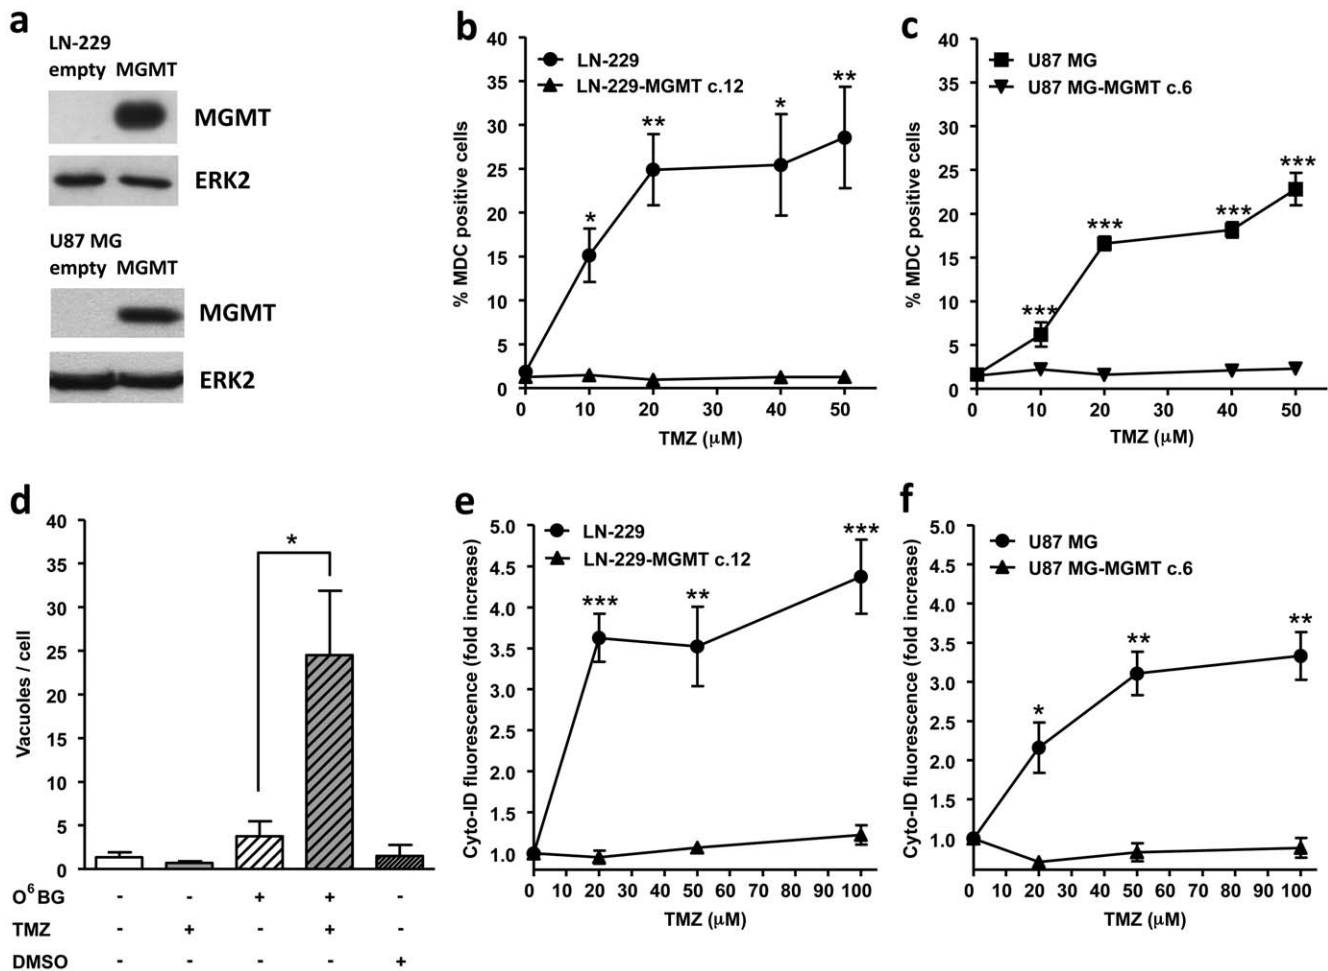 a
LN-229
empty MGMT
MGMT
ERK2
U87 MG
empty MGMT
MGMT
ERK2
b
40
35
30
25
20
15
10
5
0
% MDC positive cells
LN-229
LN-229-MGMT c.12
*
**
*
**
0 10 20 30 40 50
TMZ (μM)
c
40
35
30
25
20
15
10
5
0
% MDC positive cells
U87 MG
U87 MG-MGMT c.6
***
***
***
***
0 10 20 30 40 50
TMZ (μM)
d
40
35
30
25
20
15
10
5
0
Vacuoles / cell
*
O⁶BG - - + + -
TMZ - + - + -
DMSO - - - - +
e
5.0
4.5
4.0
3.5
3.0
2.5
2.0
1.5
1.0
Cyto-ID fluorescence (fold increase)
LN-229
LN-229-MGMT c.12
***
**
***
0 10 20 30 40 50 60 70 80 90 100
TMZ (μM)
f
5.0
4.5
4.0
3.5
3.0
2.5
2.0
1.5
1.0
Cyto-ID fluorescence (fold increase)
U87 MG
U87 MG-MGMT c.6
*
**
**
0 10 20 30 40 50 60 70 80 90 100
TMZ (μM)